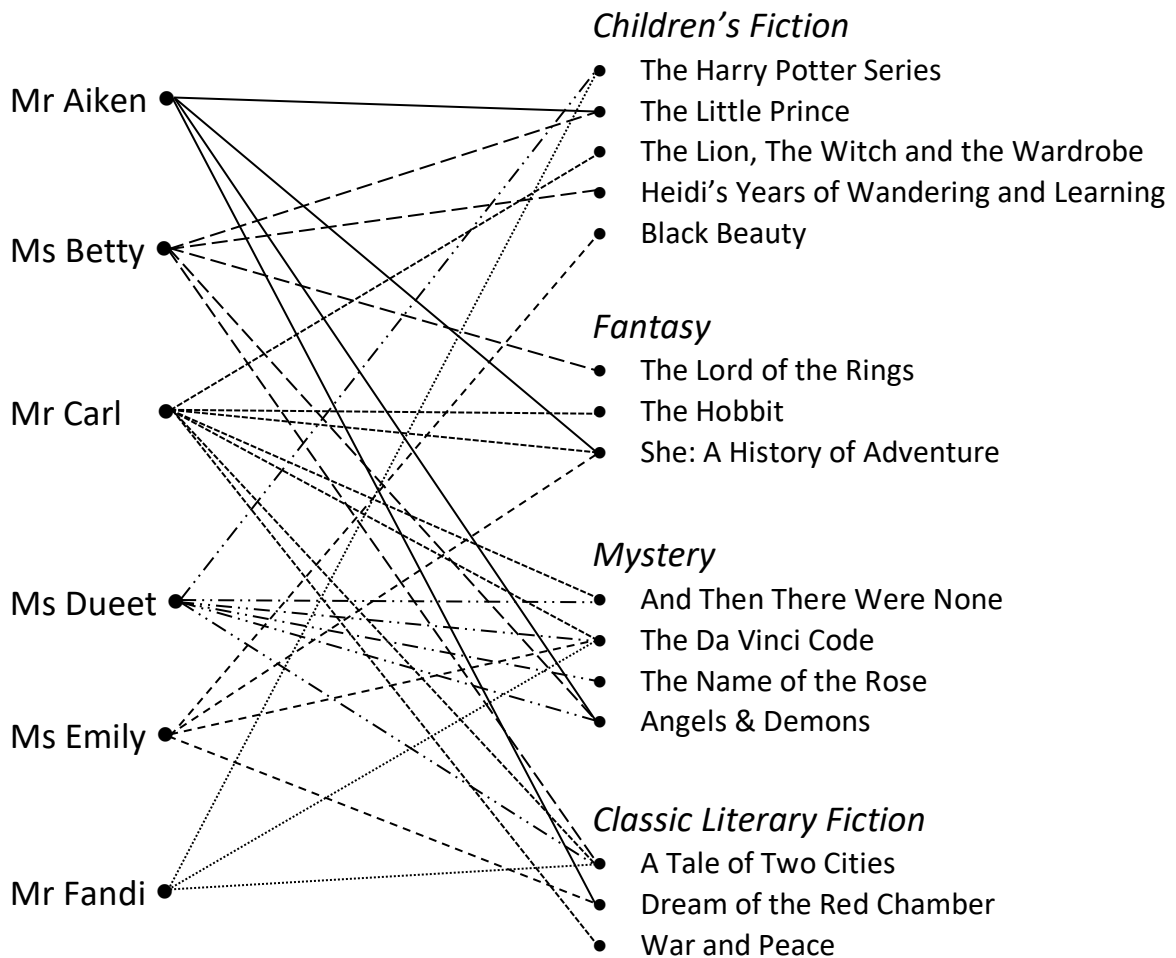 Children’s Fiction
The Harry Potter Series
Mr Aiken
The Little Prince
The Lion, The Witch and the Wardrobe
Heidi’s Years of Wandering and Learning
Ms Betty
Black Beauty
Fantasy
The Lord of the Rings
Mr Carl
The Hobbit
She: A History of Adventure
Mystery
Ms Dueet
And Then There Were None
The Da Vinci Code
The Name of the Rose
Ms Emily
Angels & Demons
Classic Literary Fiction
A Tale of Two Cities
Mr Fandi
Dream of the Red Chamber
War and Peace